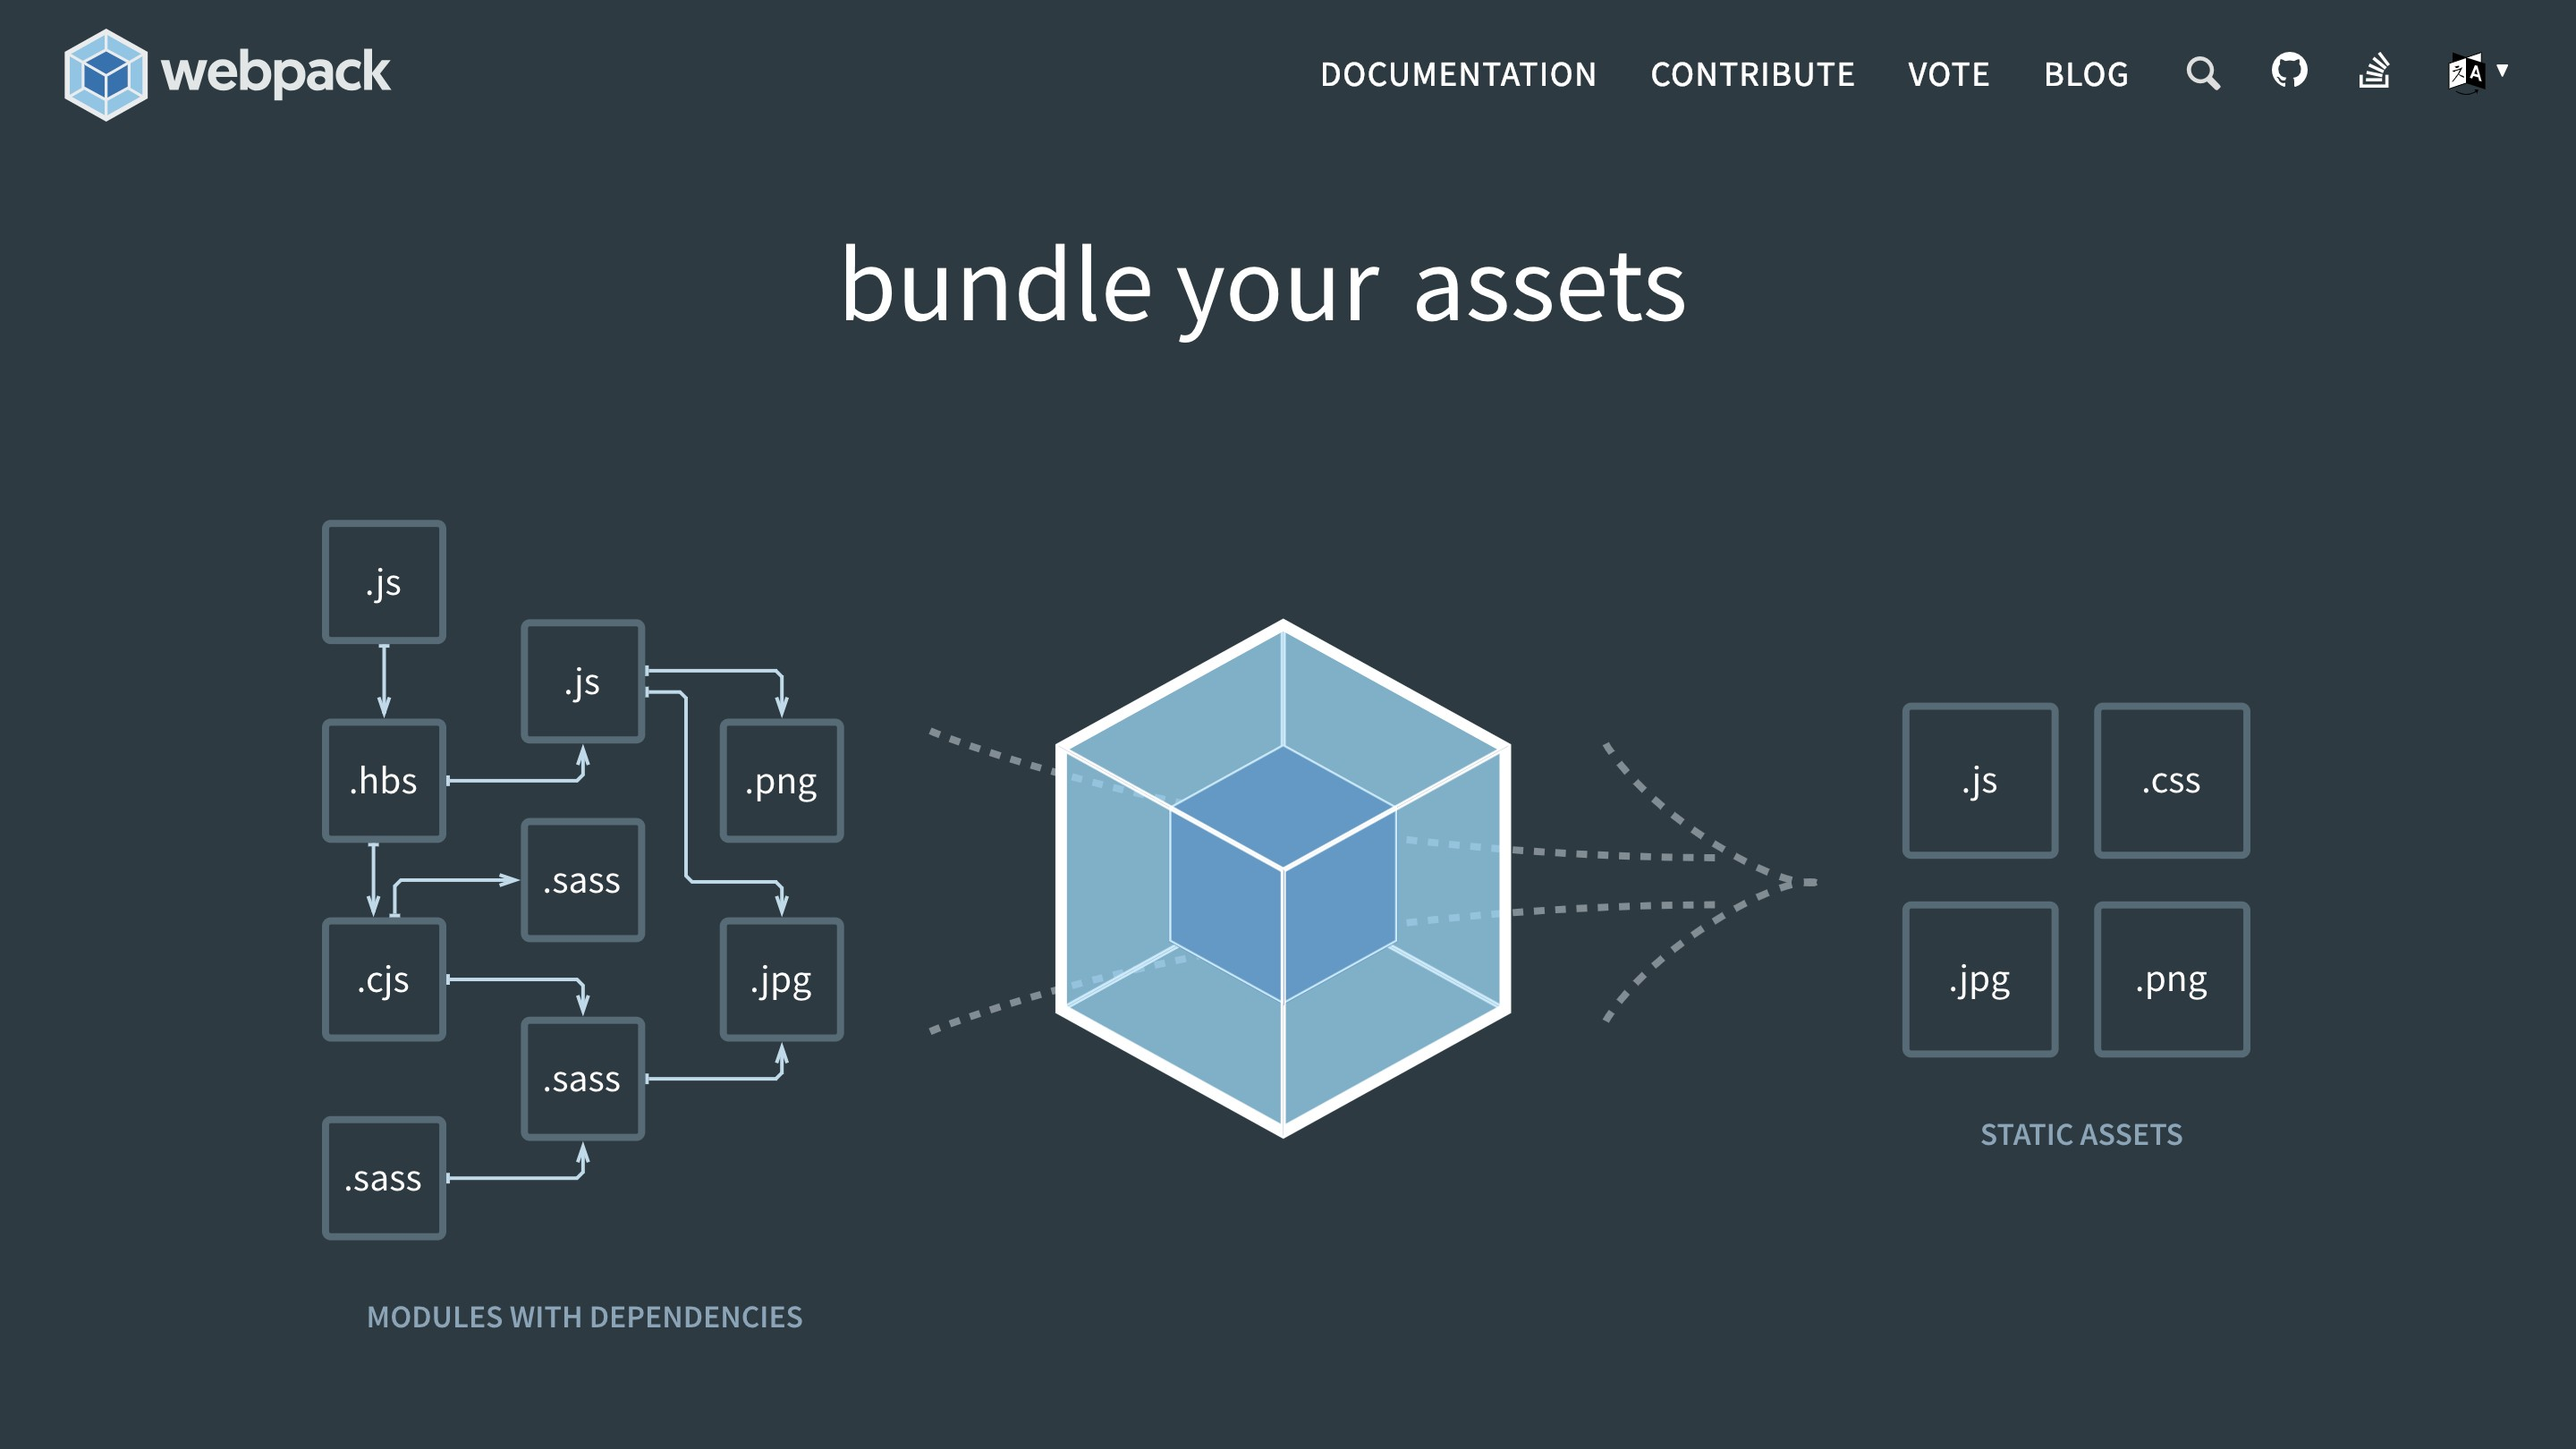 webpack
DOCUMENTATION CONTRIBUTE VOTE BLOG
bundle your assets
.js
.js
.hbs
.png
.sass
.cjs
.jpg
.sass
.sass
MODULES WITH DEPENDENCIES
.js
.css
.jpg
.png
STATIC ASSETS